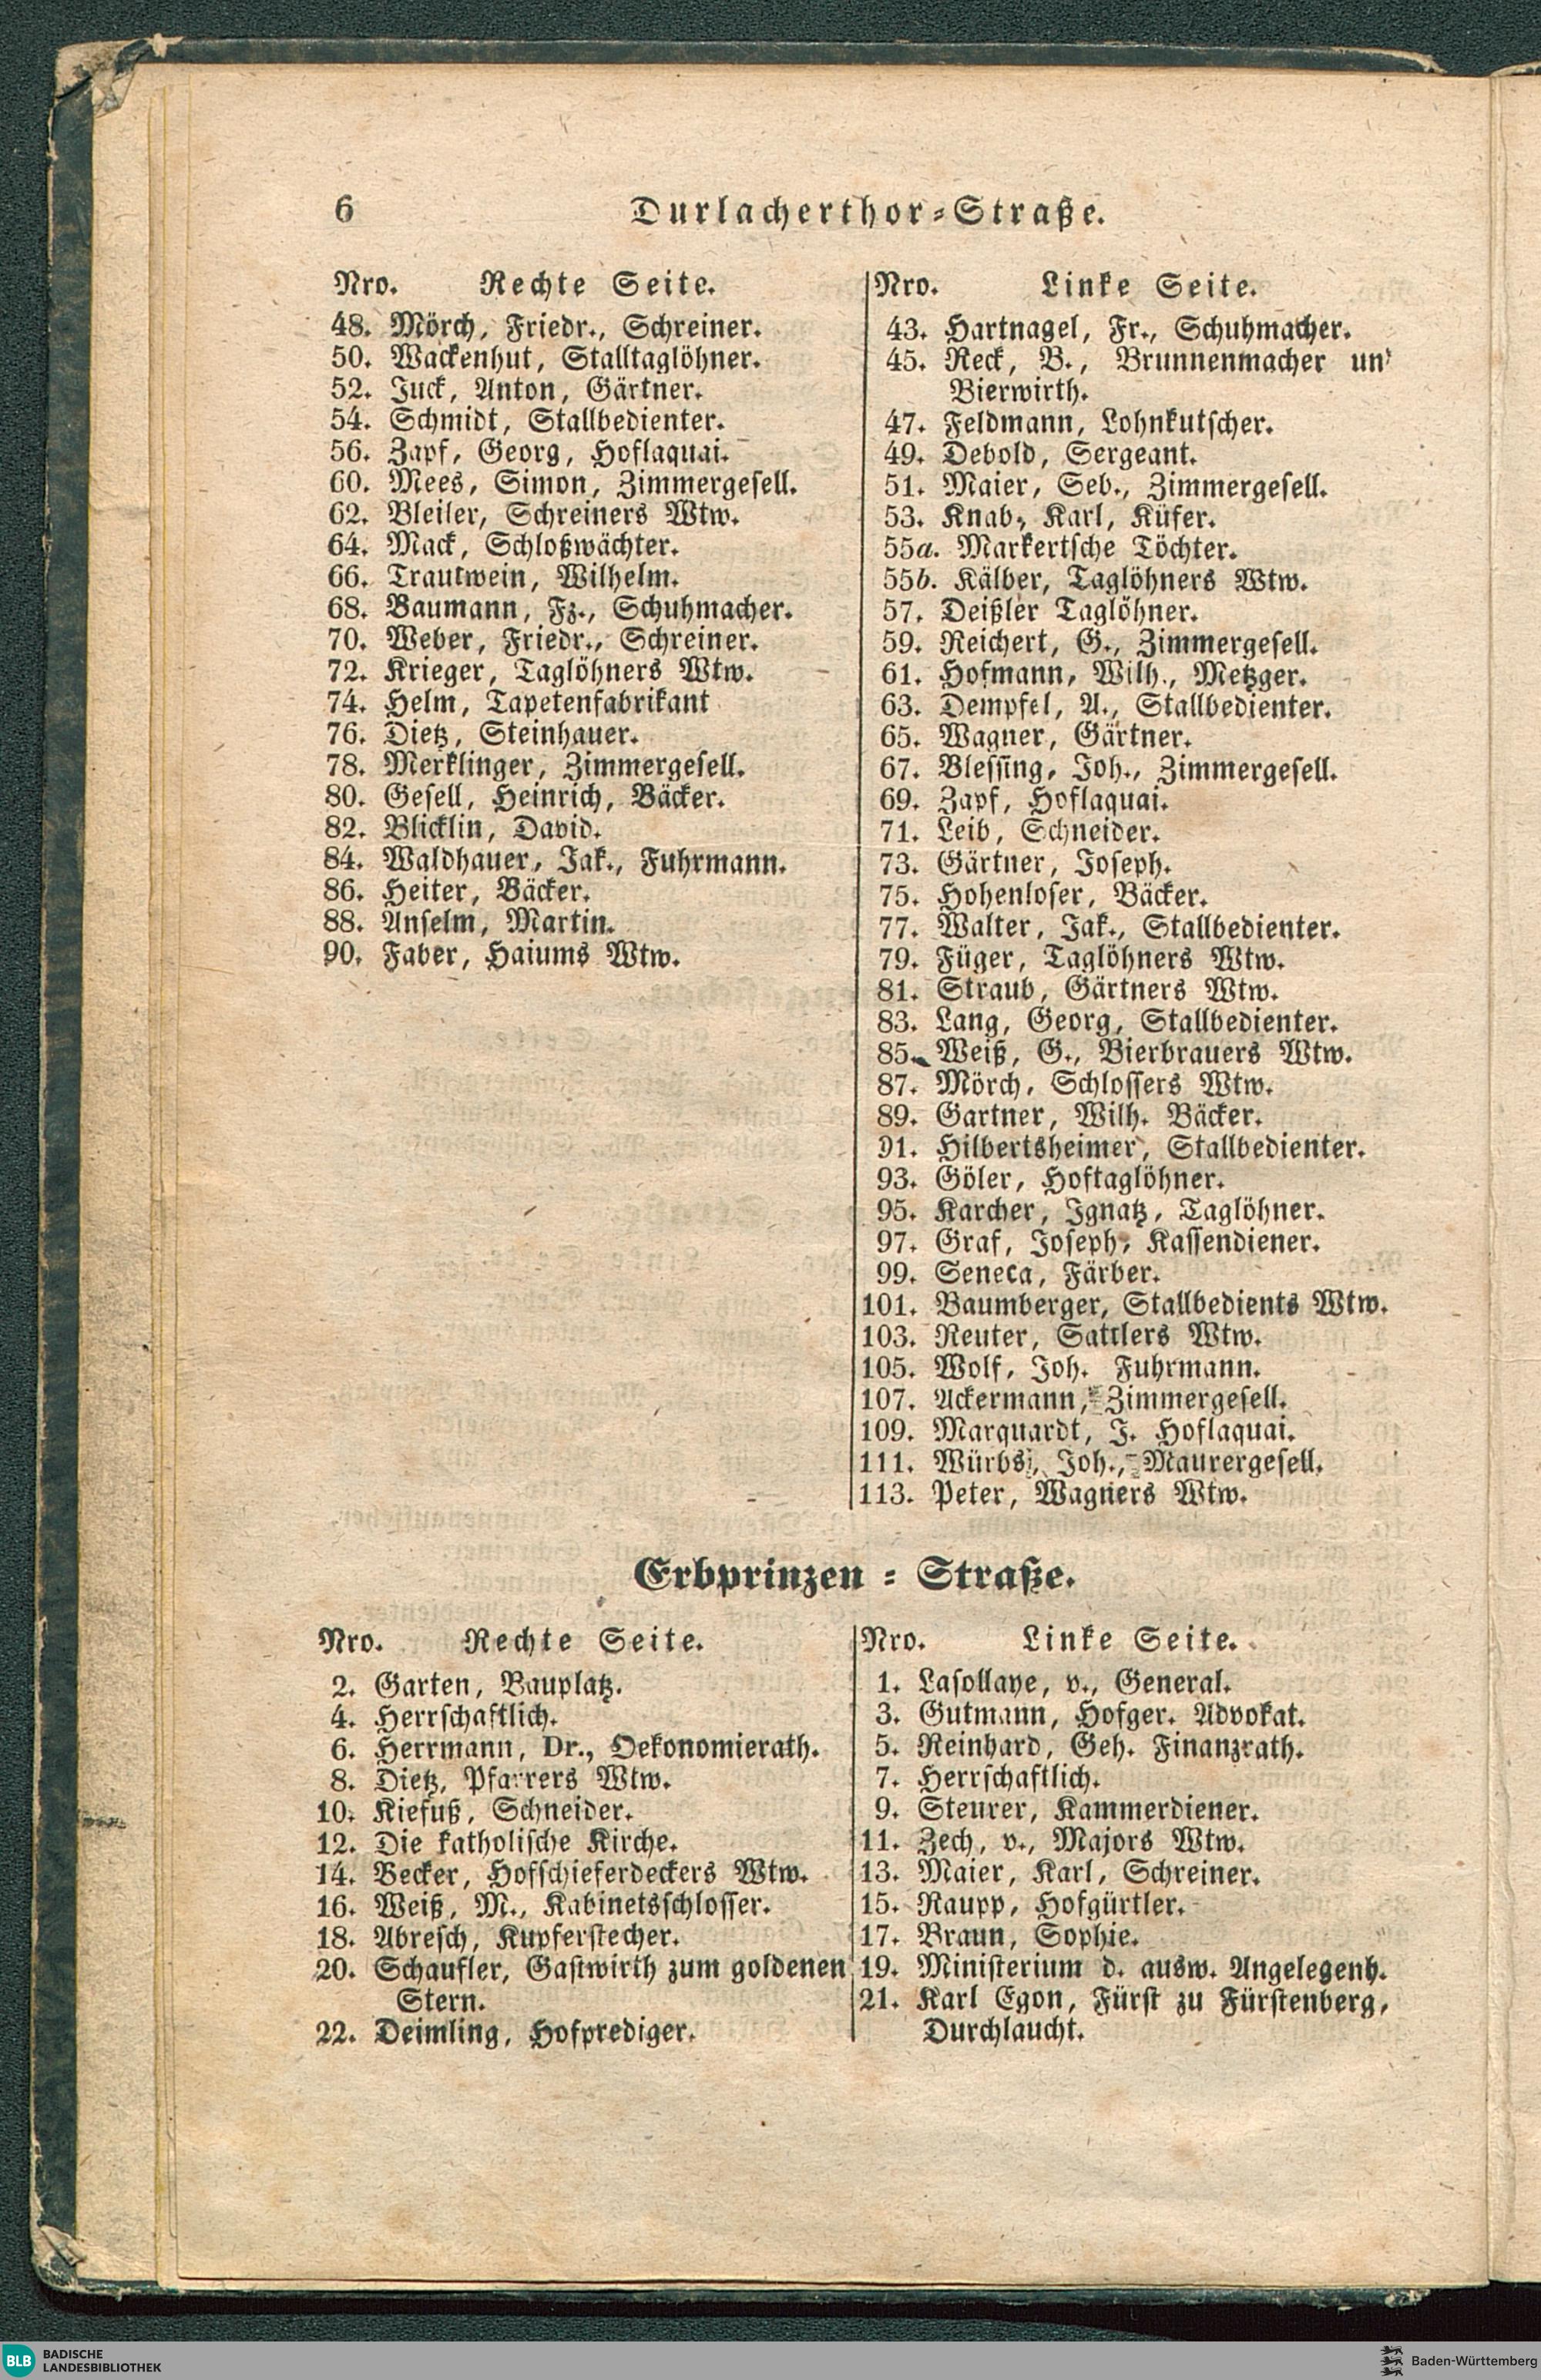 6
Durlacherthor-Straße.
Nro. Rechte Seite.
48. Mörch, Friedr., Schreiner.
50. Wackenhut, Stalltaglöhner.
52. Juck, Anton, Gärtner.
54. Schmidt, Stallbedienter.
56. Zapf, Georg, Hoflaquai.
60. Mees, Simon, Zimmergesell.
62. Bleiler, Schreiners Wtw.
64. Mack, Schloßwächter.
66. Trautwein, Wilhelm.
68. Baumann, Fz., Schuhmacher.
70. Weber, Friedr., Schreiner.
72. Krieger, Taglöhners Wtw.
74. Helm, Tapetenfabrikant
76. Dietz, Steinhauer.
78. Merklinger, Zimmergesell.
80. Gesell, Heinrich, Bäcker.
82. Blicklin, David.
84. Waldhauer, Jak., Fuhrmann.
86. Heiter, Bäcker.
88. Anselm, Martin.
90. Faber, Haiums Wtw.
Nro. Linke Seite.
43. Hartnagel, Fr., Schuhmacher.
45. Reck, B., Brunnenmacher un
Bierwirth.
47. Feldmann, Lohnkutscher.
49. Debold, Sergeant.
51. Maier, Seb., Zimmergesell.
53. Knab, Karl, Küfer.
55a. Markertsche Töchter.
55b. Kälber, Taglöhners Wtw.
57. Deißler Taglöhner.
59. Reichert, G., Zimmergesell.
61. Hofmann, Wilh., Metzger.
63. Dempfel, A., Stallbedienter.
65. Wagner, Gärtner.
67. Blessing, Joh., Zimmergesell.
69. Zapf, Hoflaquai.
71. Leib, Schneider.
73. Gärtner, Joseph.
75. Hohenloser, Bäcker.
77. Walter, Jak., Stallbedienter.
79. Füger, Taglöhners Wtw.
81. Straub, Gärtners Wtw.
83. Lang, Georg, Stallbedienter.
85. Weiß, G., Bierbrauers Wtw.
87. Mörch, Schlossers Wtw.
89. Gartner, Wilh. Bäcker.
91. Hilbertsheimer, Stallbedienter.
93. Göler, Hoftaglöhner.
95. Karcher, Ignatz, Taglöhner.
97. Graf, Joseph, Kassendiener.
99. Seneca, Färber.
101. Baumberger, Stallbedients Wtw.
103. Reuter, Sattlers Wtw.
105. Wolf, Joh. Fuhrmann.
107. Ackermann, Zimmergesell.
109. Marquardt, J. Hoflaquai.
111. Würbs, Joh., Maurergesell.
113. Peter, Wagners Wtw.
Erbprinzen-Straße.
Nro. Rechte Seite.
2. Garten, Bauplatz.
4. Herrschaftlich.
6. Herrmann, Dr., Oekonomierath.
8. Dietz, Pfarrers Wtw.
10. Kiefuß, Schneider.
12. Die katholische Kirche.
14. Becker, Hofschieferdeckers Wtw.
16. Weiß, M., Kabinetsschlosser.
18. Abresch, Kupferstecher.
20. Schaufler, Gastwirth zum goldenen
Stern.
22. Deimling, Hofprediger.
Nro. Linke Seite.
1. Lasollaye, v., General.
3. Gutmann, Hofger. Advokat.
5. Reinhard, Geh. Finanzrath.
7. Herrschaftlich.
9. Steurer, Kammerdiener.
11. Zech, v., Majors Wtw.
13. Maier, Karl, Schreiner.
15. Raupp, Hofgürtler.
17. Braun, Sophie.
19. Ministerium d. ausw. Angelegenh.
21. Karl Egon, Fürst zu Fürstenberg,
Durchlaucht.
BLB BADISCHE
LANDESBIBLIOTHEK
Baden-Württemberg